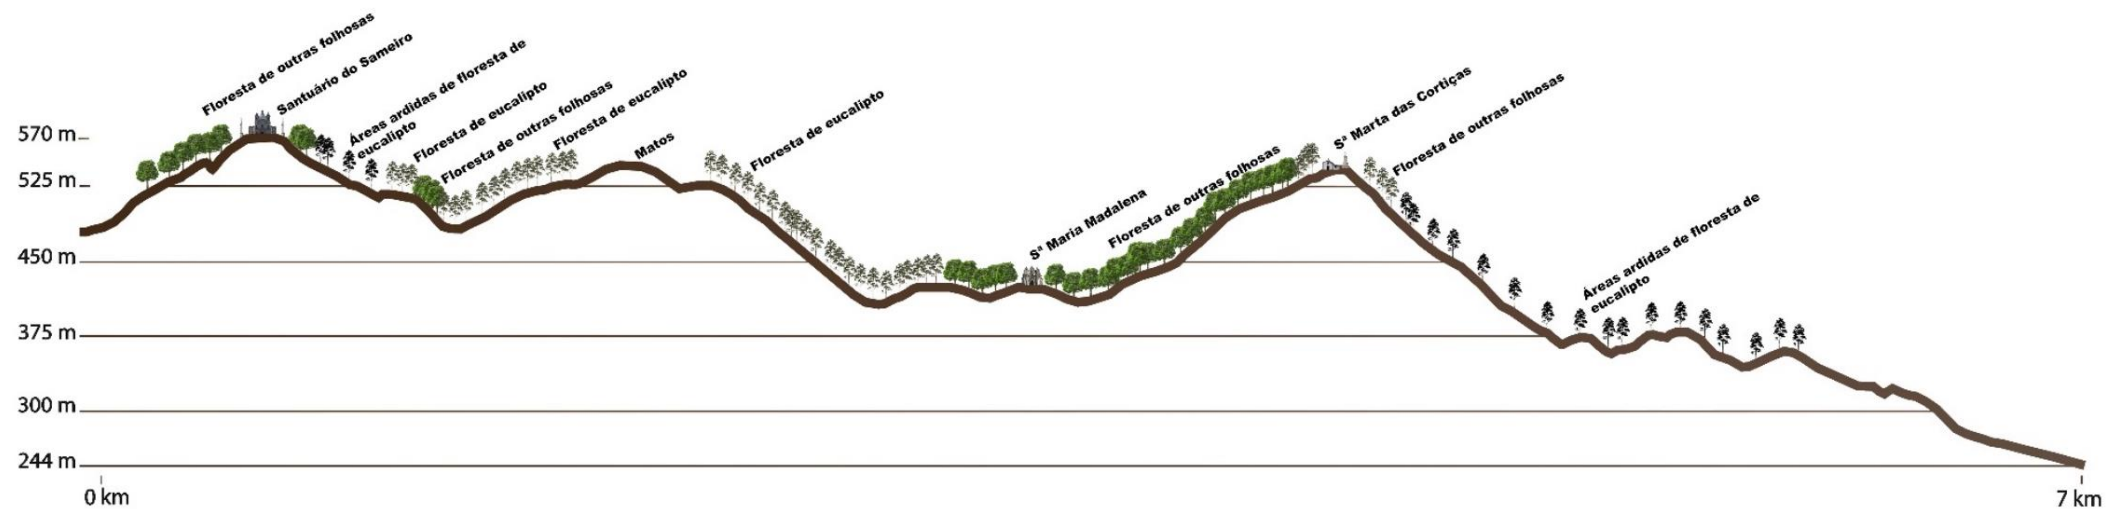 Floresta de outras folhosas
Santuário do Sameiro
Áreas ardidas de floresta de
eucalipto
Floresta de eucalipto
Floresta de outras folhosas
Floresta de eucalipto
Matos
Floresta de eucalipto
Sª Maria Madalena
Floresta de outras folhosas
Sª Marta das Cortiças
Floresta de outras folhosas
Áreas ardidas de floresta de
eucalipto
570 m
525 m
450 m
375 m
300 m
244 m
0 km
7 km